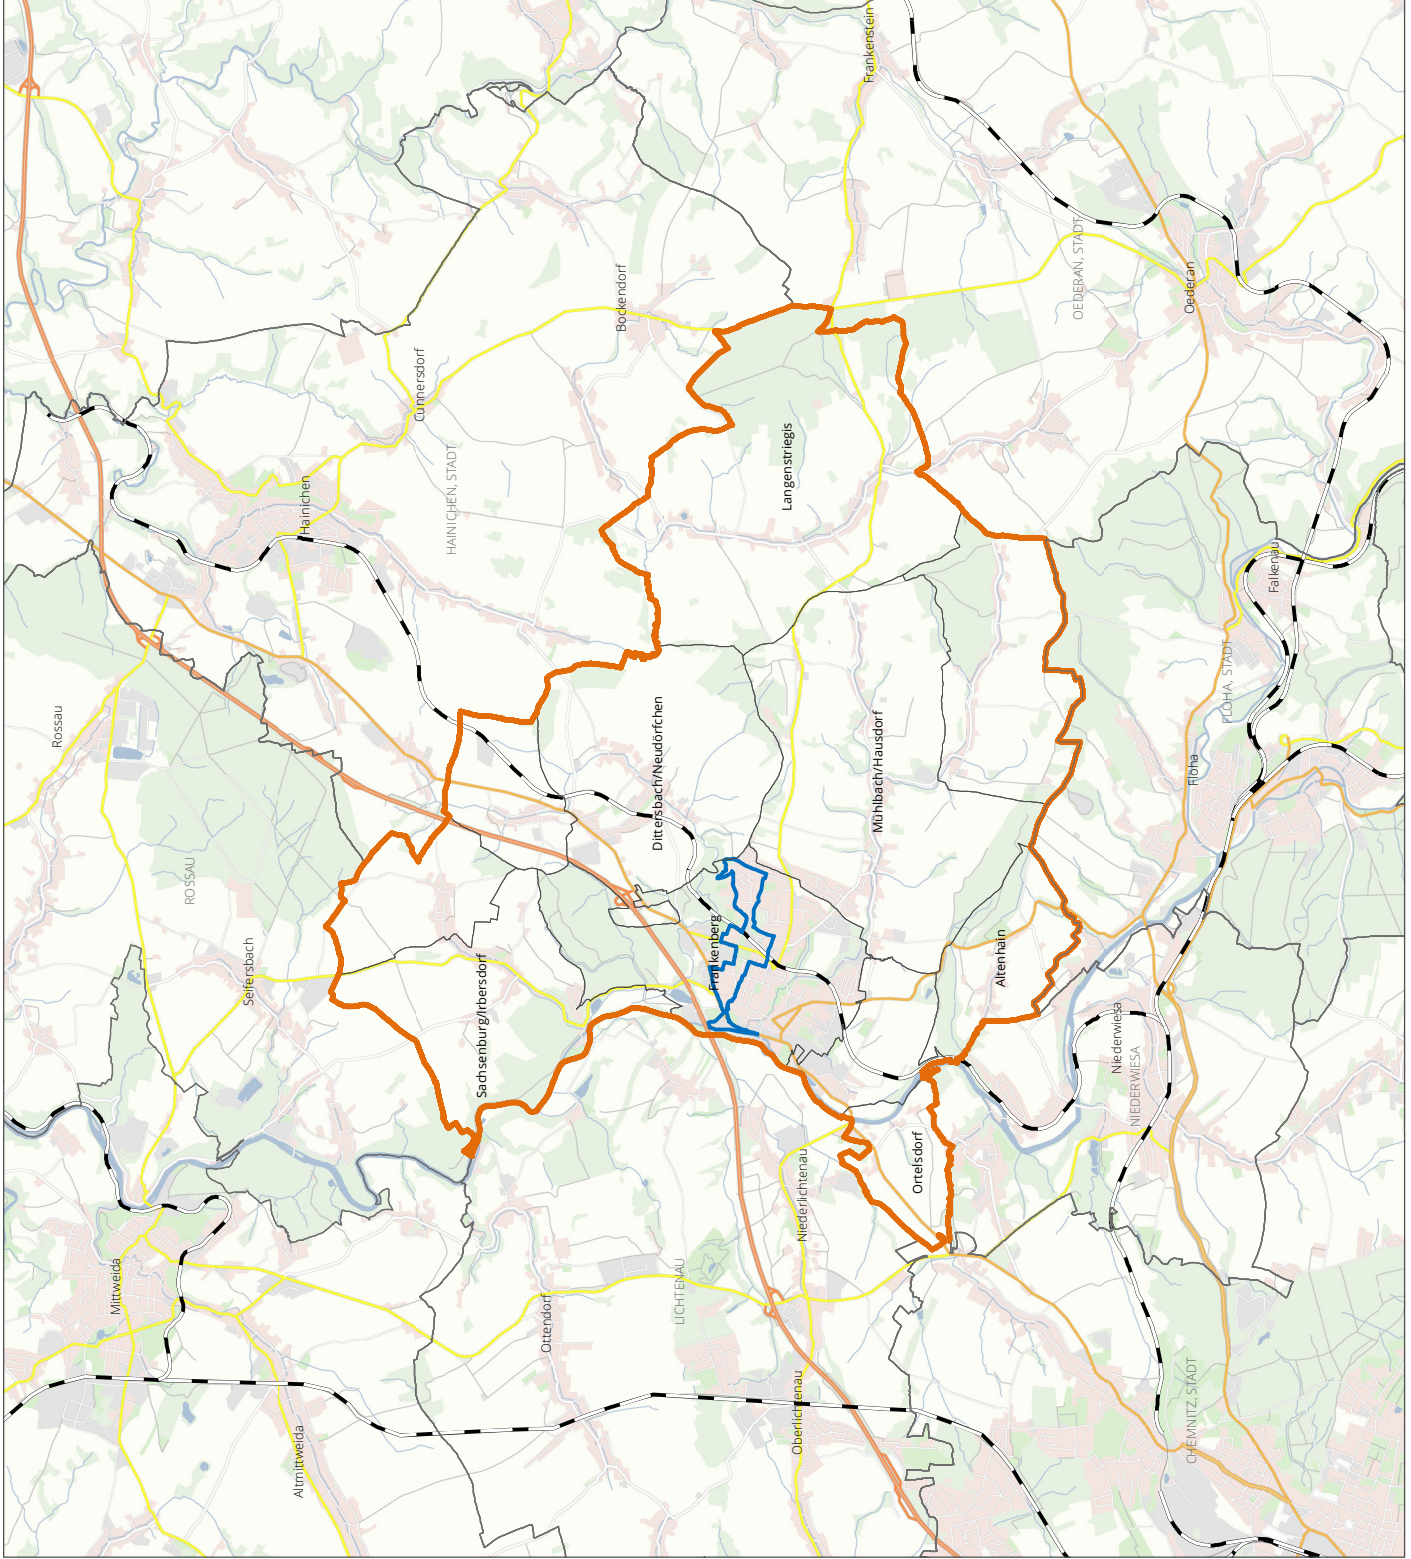 Rossau
ROSSAU
Seifersbach
Mittweida
Altmittweida
Hainichen
HAINICHEN, STADT
Cunnersdorf
Bockendorf
Frankenstein
Sachsenburg/Irbersdorf
Dittersbach/Neudörfchen
Langenstriegis
OEDERAN, STADT
Oederan
Ottendorf
LICHTENAU
Frankenberg
Mühlbach/Hausdorf
Niederlichtenau
Oberlichtenau
Ortelsdorf
Altenhain
Niederwiesa
NIEDERWIESA
Flöha
FLÖHA, STADT
Falkenau
CHEMNITZ, STADT